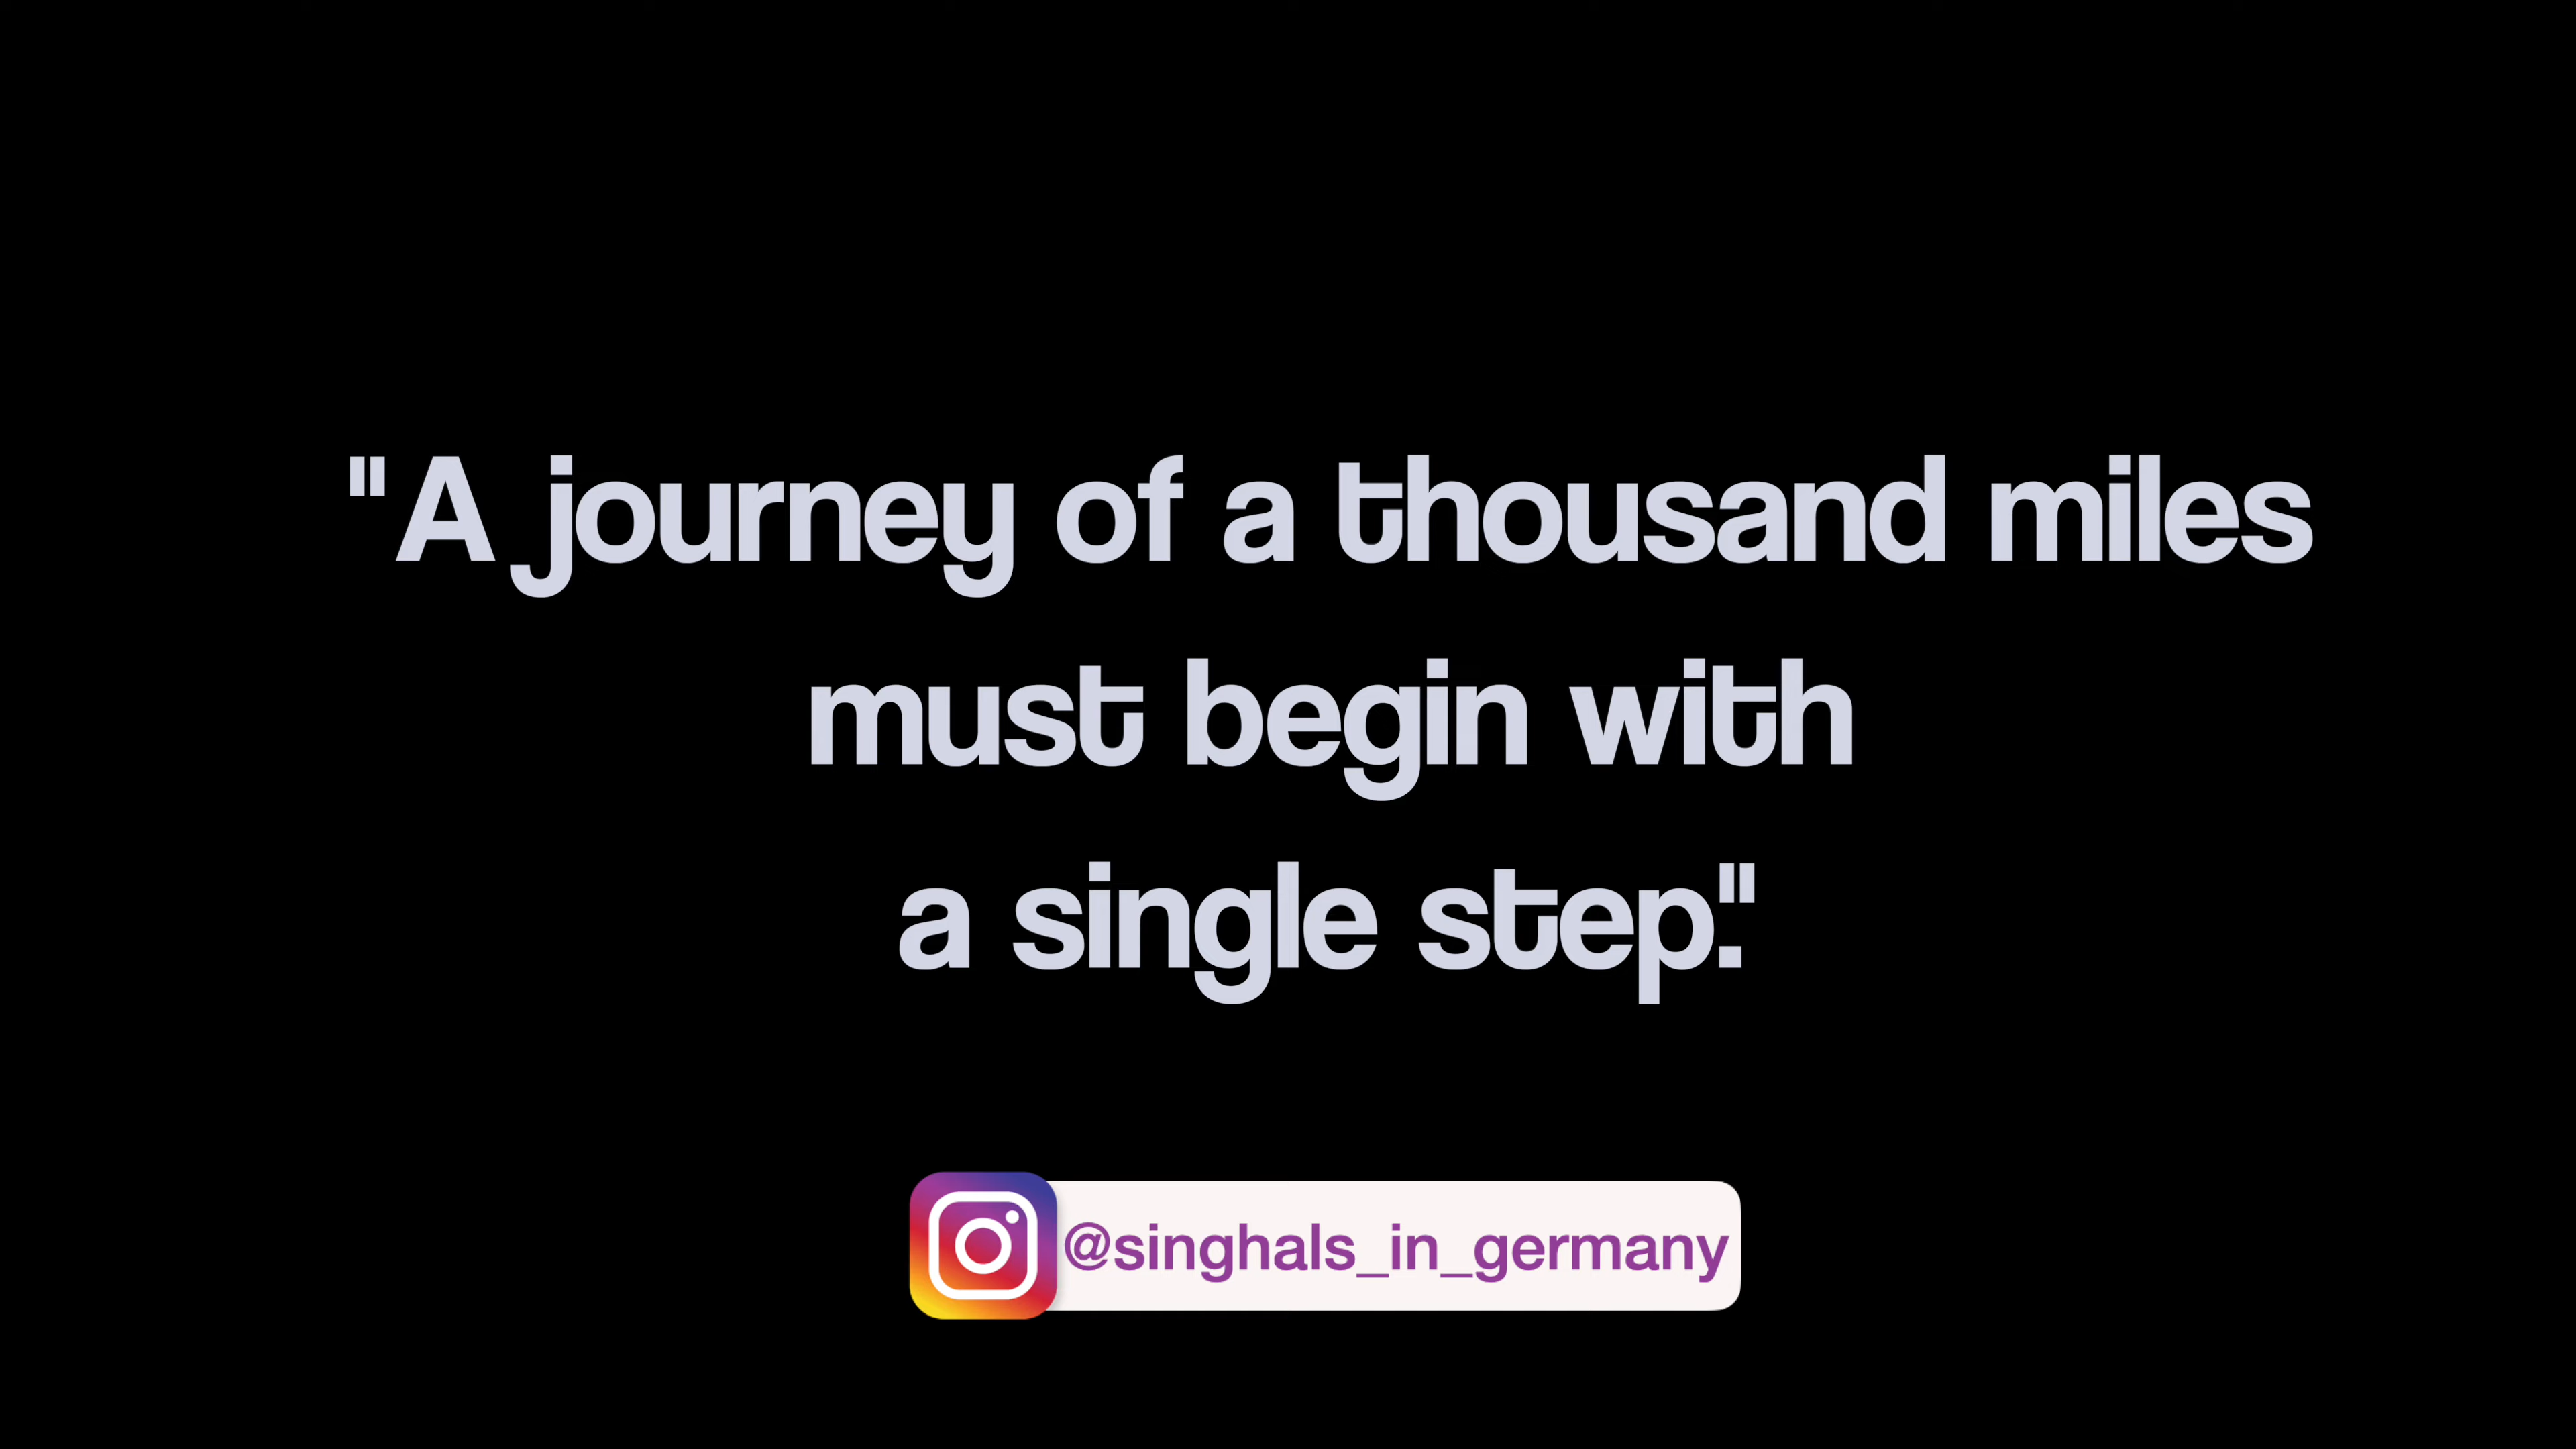 "A journey of a thousand miles
must begin with
a single step."
@singhals_in_germany